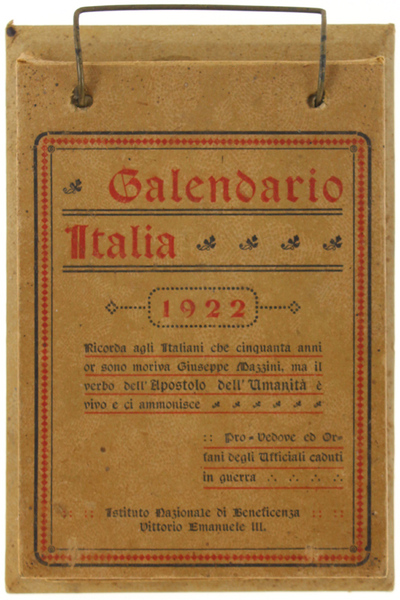 Calendario
Italia
1922
Ricorda agli Italiani che cinquanta anni
or sono moriva Giuseppe Mazzini, ma il
verbo dell'Apostolo dell'Umanità è
vivo e ci ammonisce
:: Pro-Vedove ed Or-
fani degli Ufficiali caduti
in guerra
:: :: Istituto Nazionale di Beneficenza :: ::
Vittorio Emanuele III.